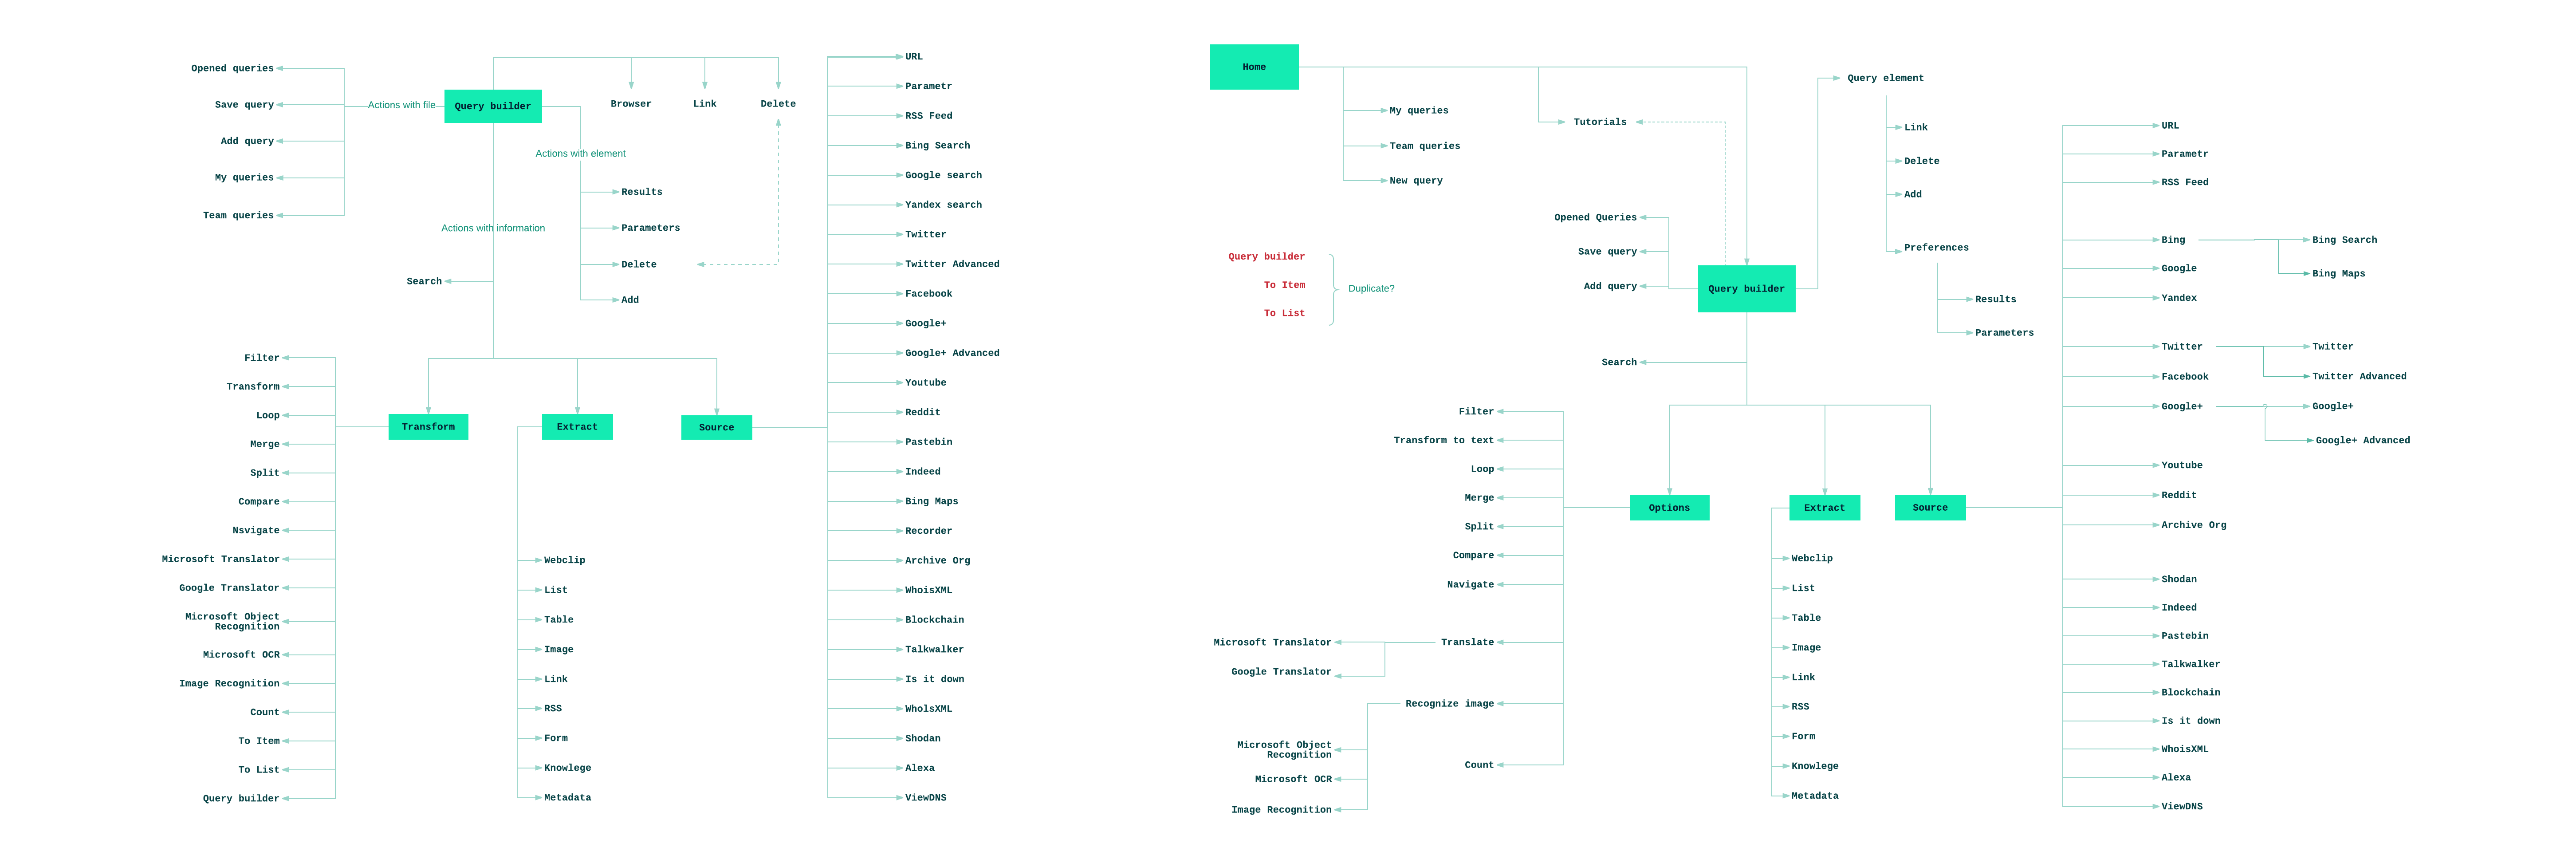 Opened queries
Save query
Add query
My queries
Team queries
Actions with file
Query builder
Browser
Link
Delete
Actions with element
Results
Parameters
Delete
Add
Actions with information
Search
Filter
Transform
Loop
Merge
Split
Compare
Nsvigate
Microsoft Translator
Google Translator
Microsoft Object
Recognition
Microsoft OCR
Image Recognition
Count
To Item
To List
Query builder
Transform
Extract
Source
Webclip
List
Table
Image
Link
RSS
Form
Knowlege
Metadata
URL
Parametr
RSS Feed
Bing Search
Google search
Yandex search
Twitter
Twitter Advanced
Facebook
Google+
Google+ Advanced
Youtube
Reddit
Pastebin
Indeed
Bing Maps
Recorder
Archive Org
WhoisXML
Blockchain
Talkwalker
Is it down
WholsXML
Shodan
Alexa
ViewDNS
Home
My queries
Team queries
New query
Tutorials
Query element
Link
Delete
Add
Preferences
Results
Parameters
Opened Queries
Save query
Add query
Query builder
Query builder
To Item
To List
Duplicate?
Search
Filter
Transform to text
Loop
Merge
Split
Compare
Navigate
Translate
Microsoft Translator
Google Translator
Recognize image
Microsoft Object
Recognition
Microsoft OCR
Image Recognition
Count
Options
Extract
Source
Webclip
List
Table
Image
Link
RSS
Form
Knowlege
Metadata
URL
Parametr
RSS Feed
Bing
Bing Search
Bing Maps
Google
Yandex
Twitter
Twitter
Twitter Advanced
Facebook
Google+
Google+
Google+ Advanced
Youtube
Reddit
Archive Org
Shodan
Indeed
Pastebin
Talkwalker
Blockchain
Is it down
WhoisXML
Alexa
ViewDNS